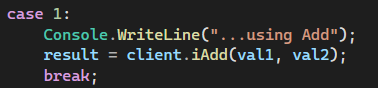 case 1:
Console.WriteLine("...using Add");
result = client.iAdd(val1, val2);
break;